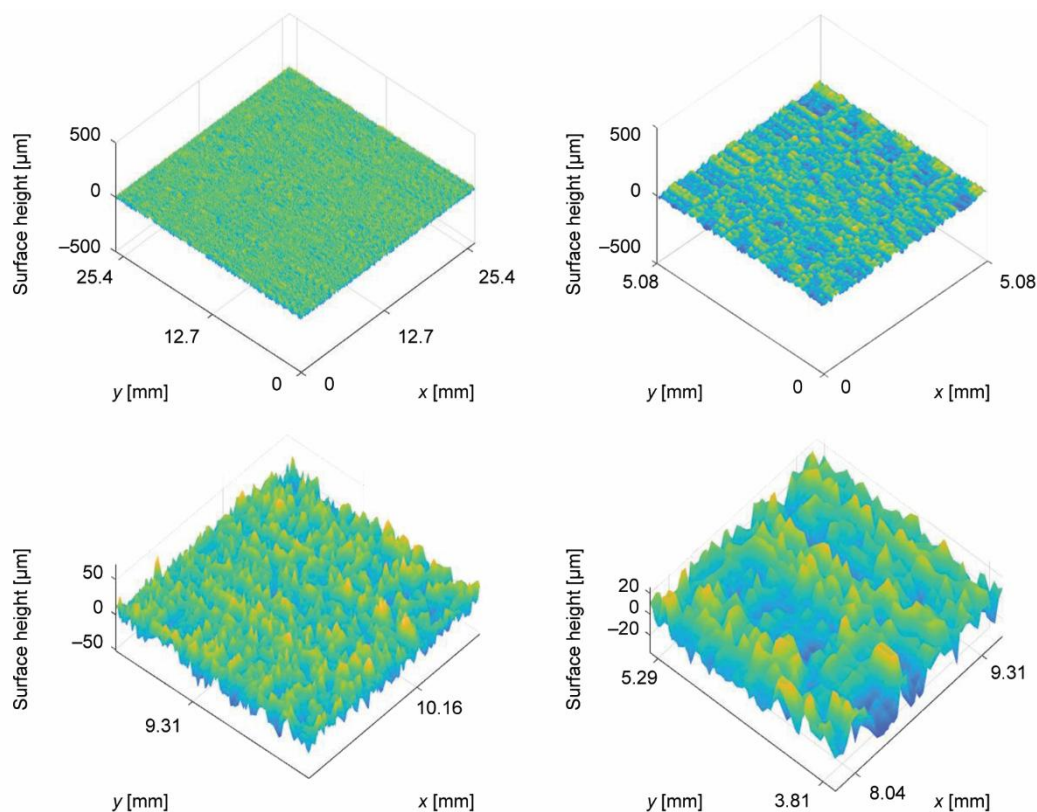 Surface height [µm]
500
0
–500
25.4
12.7
0
y [mm]
0
12.7
25.4
x [mm]
Surface height [µm]
500
0
–500
5.08
0
y [mm]
0
5.08
x [mm]
Surface height [µm]
50
0
–50
9.31
y [mm]
10.16
x [mm]
Surface height [µm]
20
0
–20
5.29
3.81
y [mm]
8.04
9.31
x [mm]